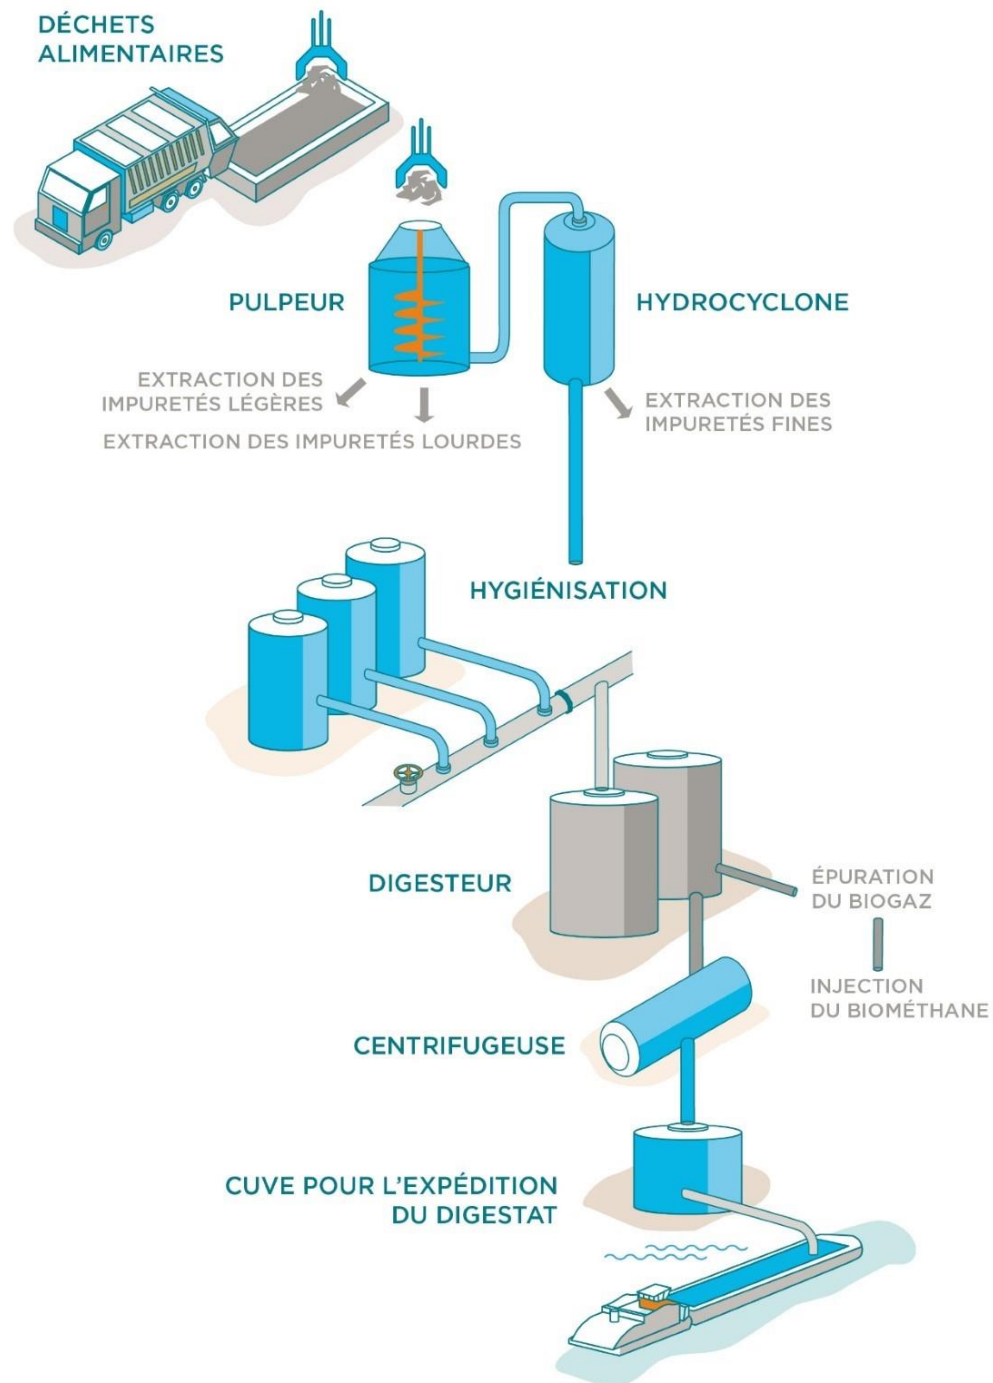 DÉCHETS
ALIMENTAIRES
PULPEUR
HYDROCYCLONE
EXTRACTION DES
IMPURETÉS LÉGÈRES
EXTRACTION DES IMPURETÉS LOURDES
EXTRACTION DES
IMPURETÉS FINES
HYGIÉNISATION
DIGESTEUR
ÉPURATION
DU BIOGAZ
INJECTION
DU BIOMÉTHANE
CENTRIFUGEUSE
CUVE POUR L'EXPÉDITION
DU DIGESTAT